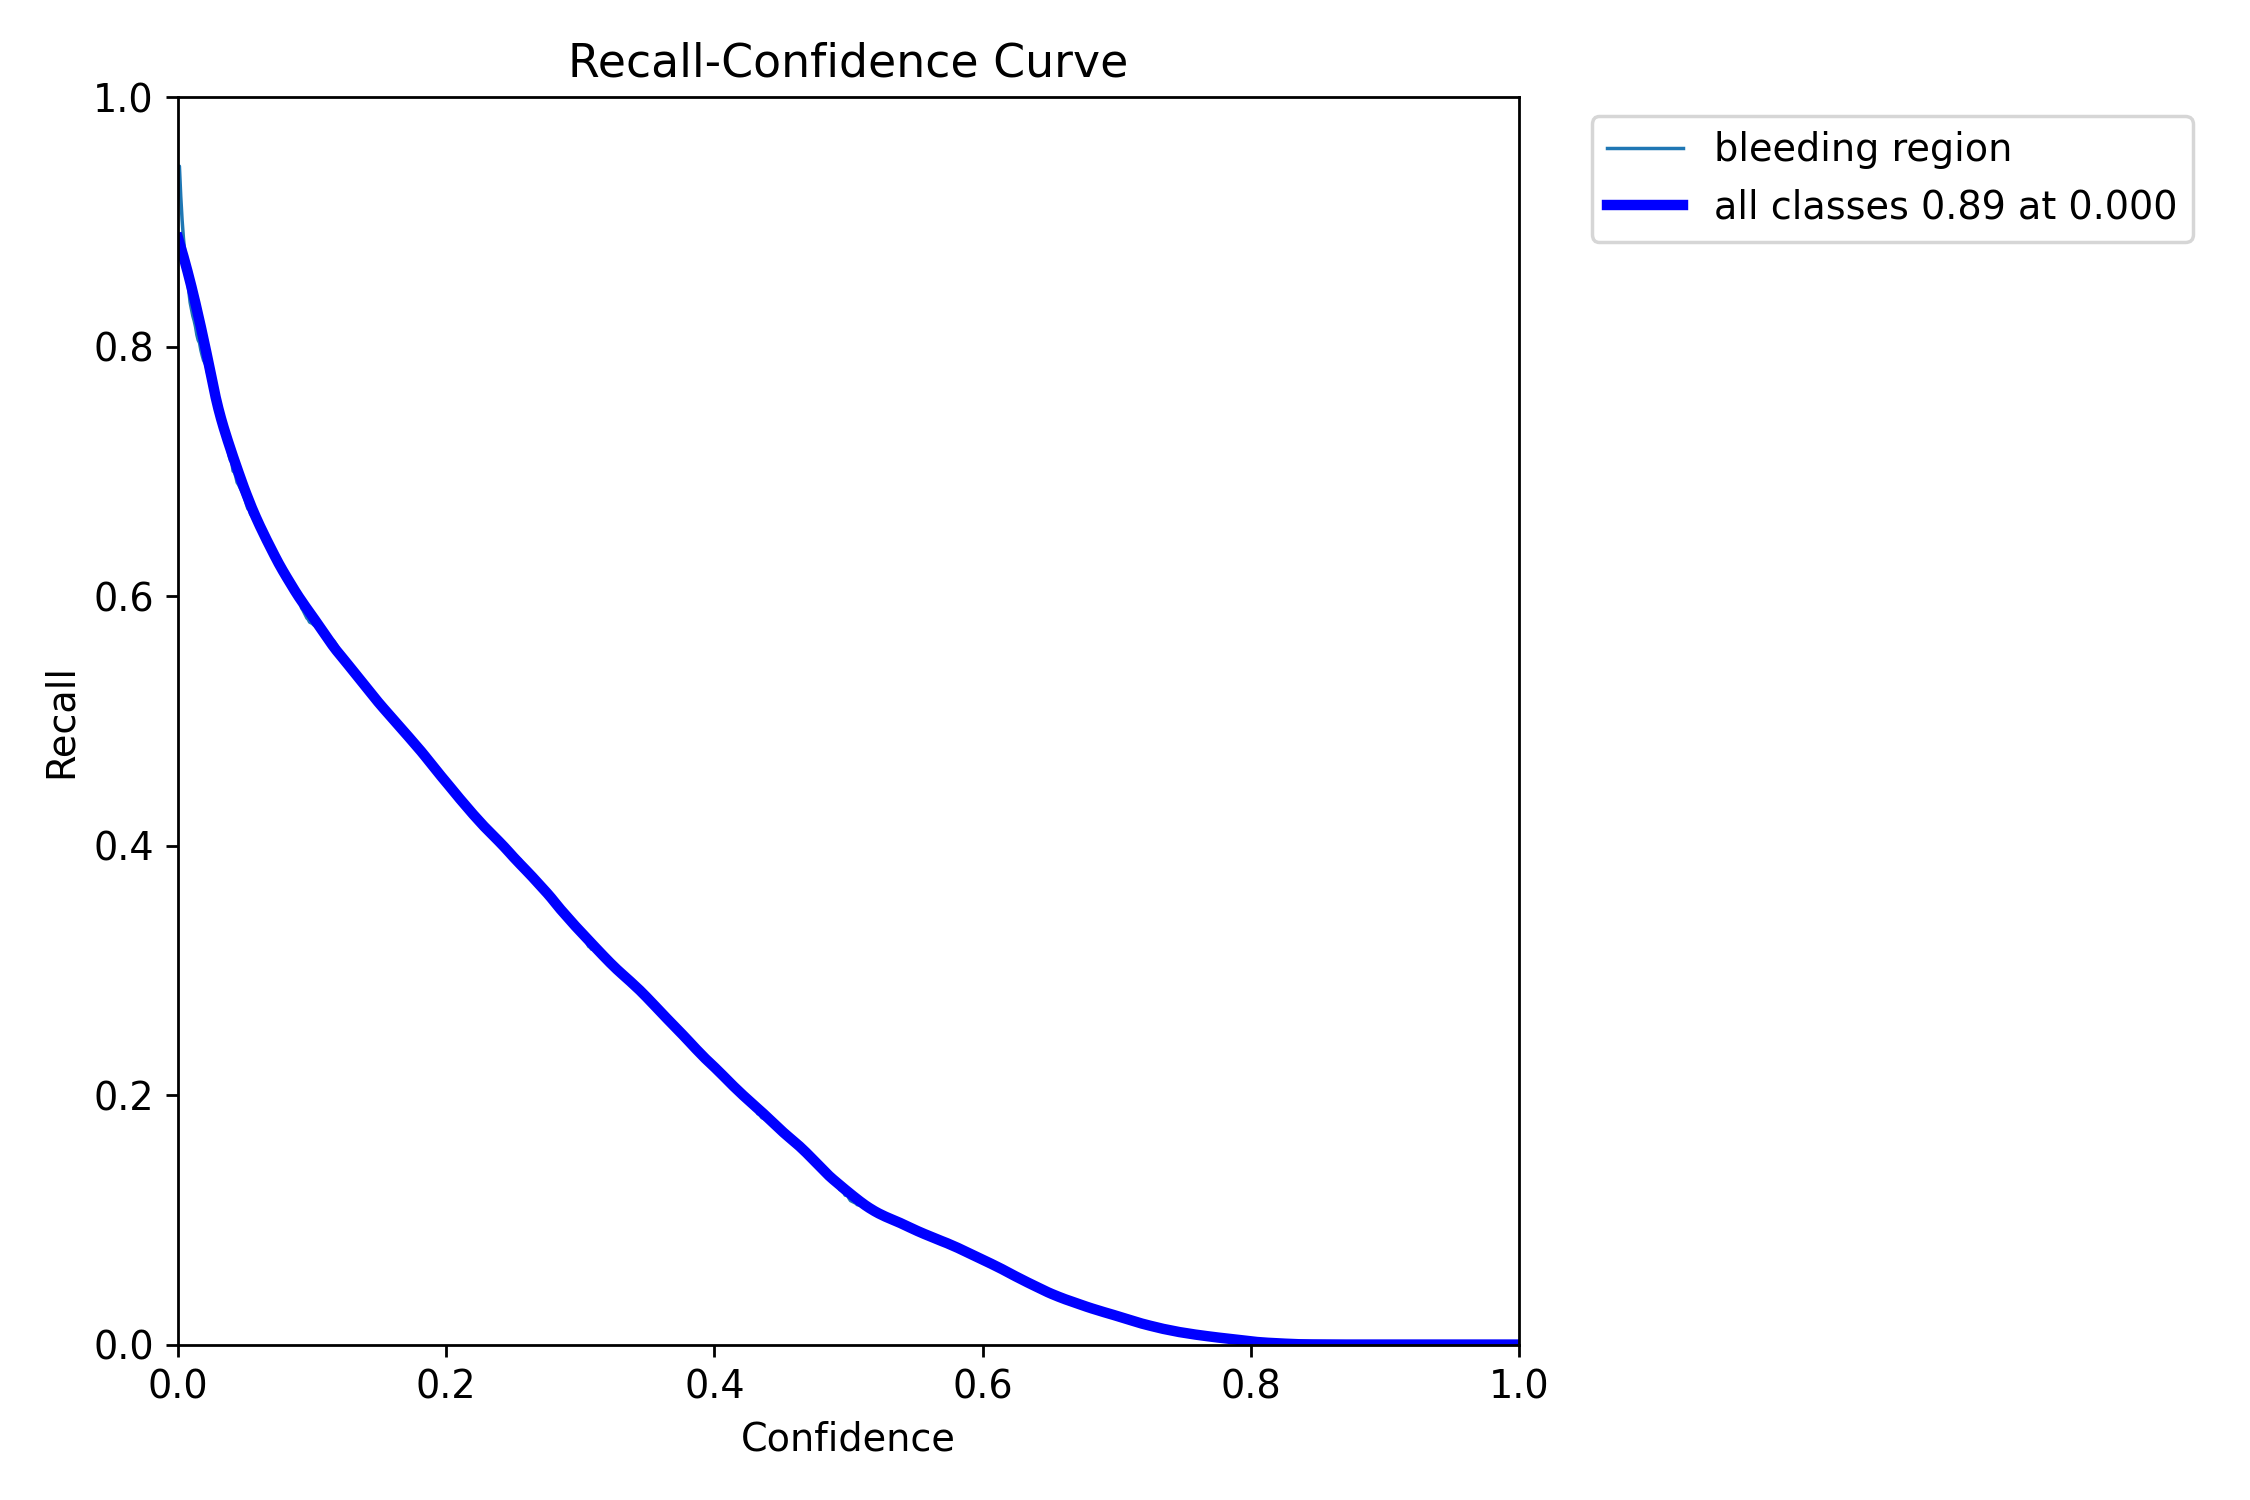 Recall-Confidence Curve
1.0
0.8
0.6
0.4
0.2
0.0
Recall
0.0 0.2 0.4 0.6 0.8 1.0
Confidence
bleeding region
all classes 0.89 at 0.000